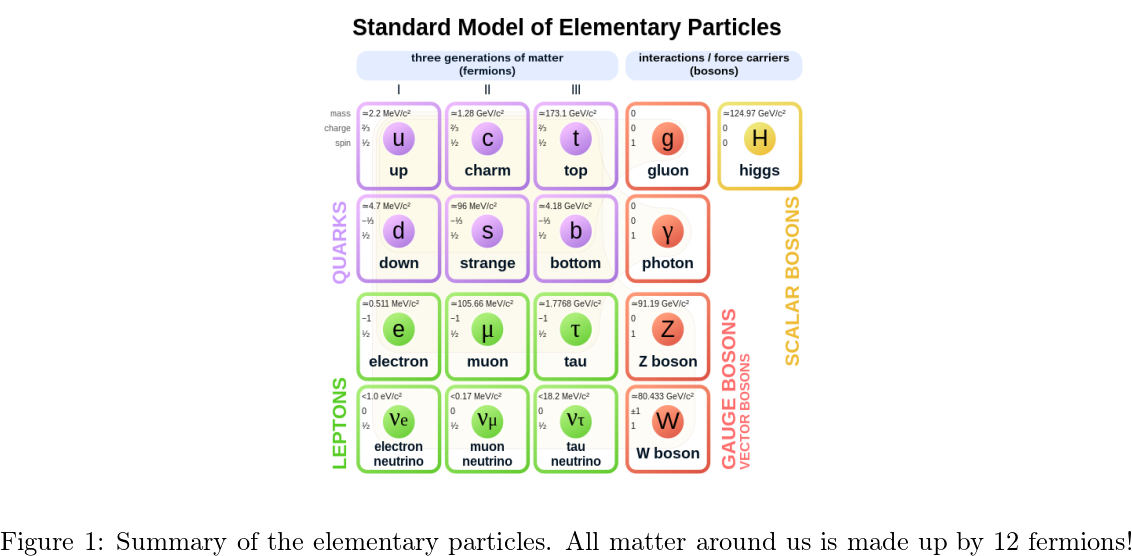 Standard Model of Elementary Particles
three generations of matter
(fermions)
interactions / force carriers
(bosons)
I II III
mass
charge
spin
≃2.2 MeV/c²
⅔
½
u
up
≃1.28 GeV/c²
⅔
½
c
charm
≃173.1 GeV/c²
⅔
½
t
top
0
0
1
g
gluon
≃124.97 GeV/c²
0
0
H
higgs
QUARKS
≃4.7 MeV/c²
−⅓
½
d
down
≃96 MeV/c²
−⅓
½
s
strange
≃4.18 GeV/c²
−⅓
½
b
bottom
0
0
1
γ
photon
SCALAR BOSONS
≃0.511 MeV/c²
−1
½
e
electron
≃105.66 MeV/c²
−1
½
μ
muon
≃1.7768 GeV/c²
−1
½
τ
tau
≃91.19 GeV/c²
0
1
Z
Z boson
LEPTONS
<1.0 eV/c²
0
½
νe
electron
neutrino
<0.17 MeV/c²
0
½
νμ
muon
neutrino
<18.2 MeV/c²
0
½
ντ
tau
neutrino
≃80.433 GeV/c²
±1
1
W
W boson
GAUGE BOSONS
VECTOR BOSONS
Figure 1: Summary of the elementary particles. All matter around us is made up by 12 fermions!